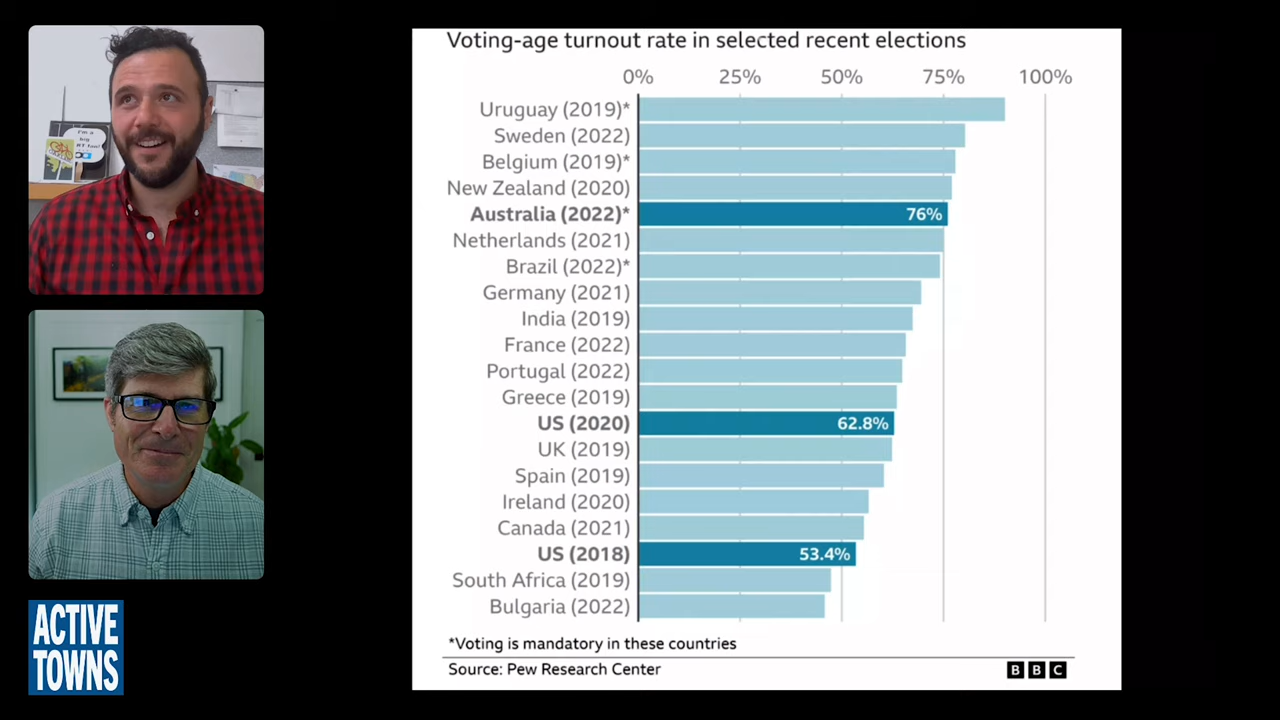 Voting-age turnout rate in selected recent elections
0% 25% 50% 75% 100%
Uruguay (2019)*
Sweden (2022)
Belgium (2019)*
New Zealand (2020)
Australia (2022)* 76%
Netherlands (2021)
Brazil (2022)*
Germany (2021)
India (2019)
France (2022)
Portugal (2022)
Greece (2019)
US (2020) 62.8%
UK (2019)
Spain (2019)
Ireland (2020)
Canada (2021)
US (2018) 53.4%
South Africa (2019)
Bulgaria (2022)
*Voting is mandatory in these countries
Source: Pew Research Center
BBC
I'm a
big
fan!
ACTIVE
TOWNS